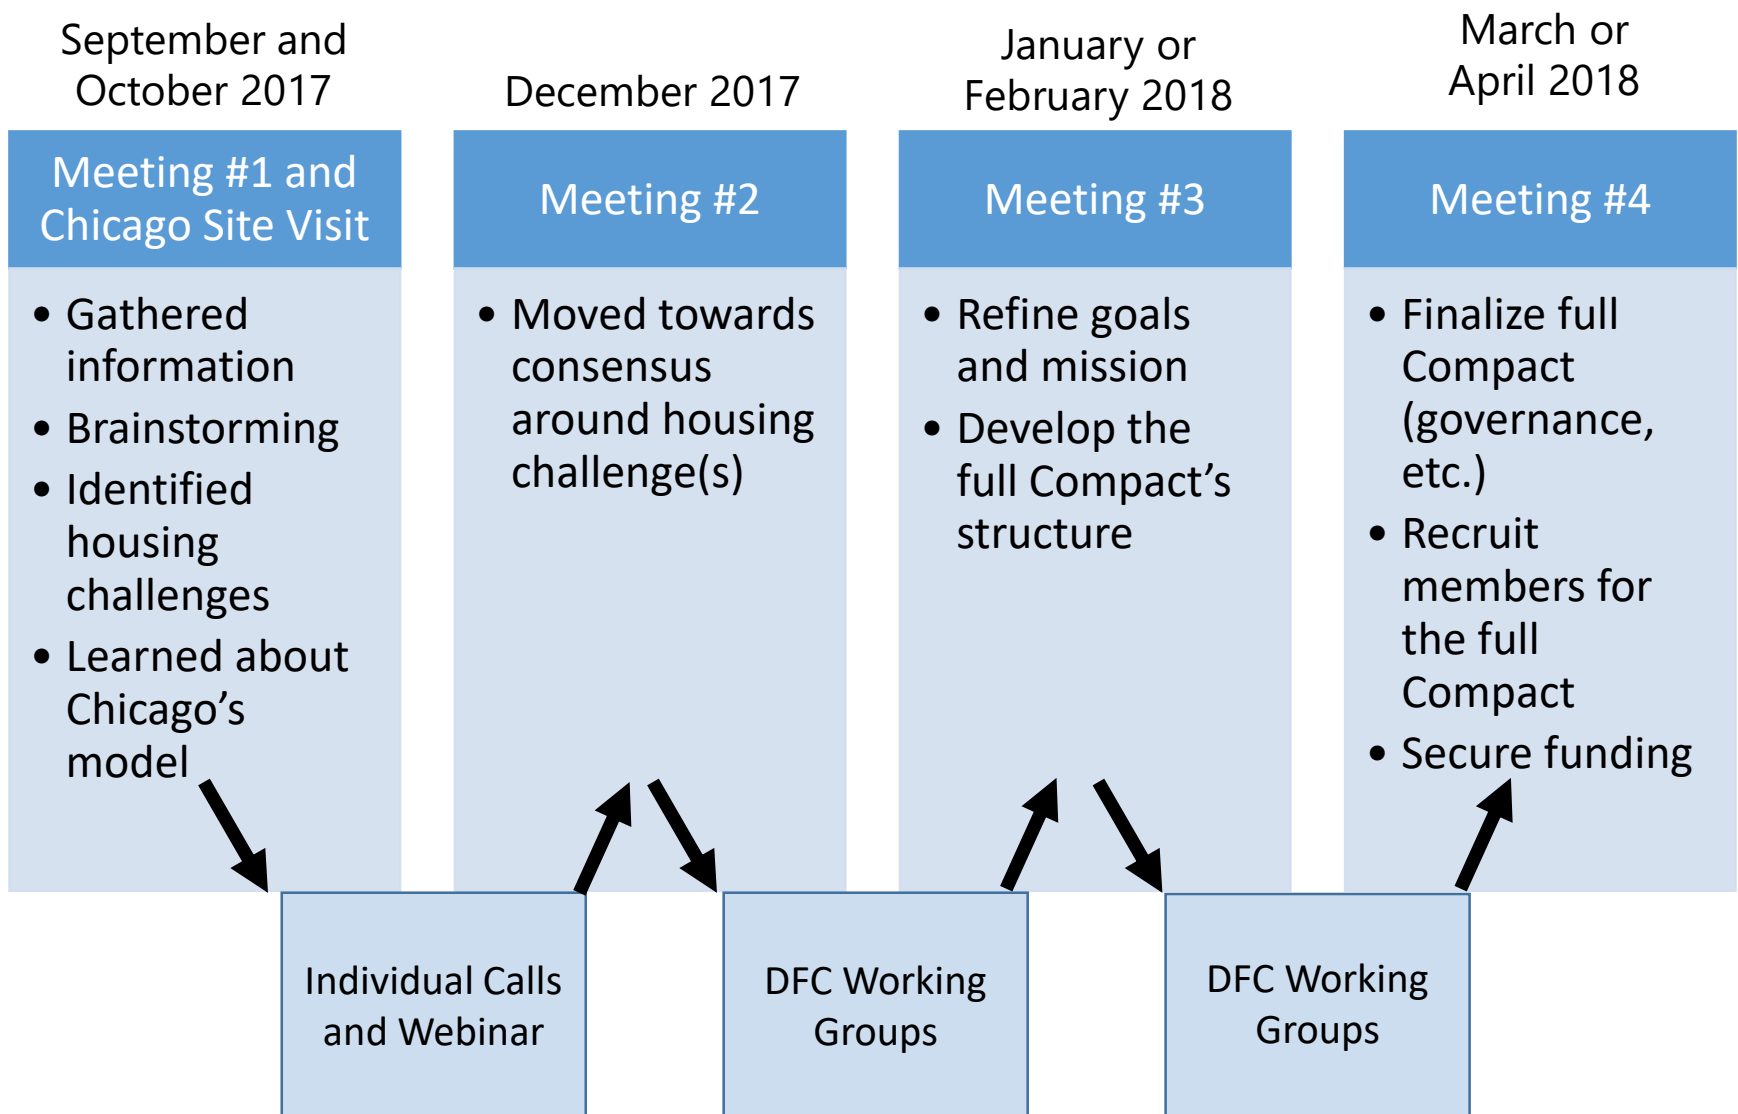 September and
October 2017
Meeting #1 and
Chicago Site Visit
• Gathered
information
• Brainstorming
• Identified
housing
challenges
• Learned about
Chicago’s
model
December 2017
Meeting #2
• Moved towards
consensus
around housing
challenge(s)
January or
February 2018
Meeting #3
• Refine goals
and mission
• Develop the
full Compact’s
structure
March or
April 2018
Meeting #4
• Finalize full
Compact
(governance,
etc.)
• Recruit
members for
the full
Compact
• Secure funding
Individual Calls
and Webinar
DFC Working
Groups
DFC Working
Groups